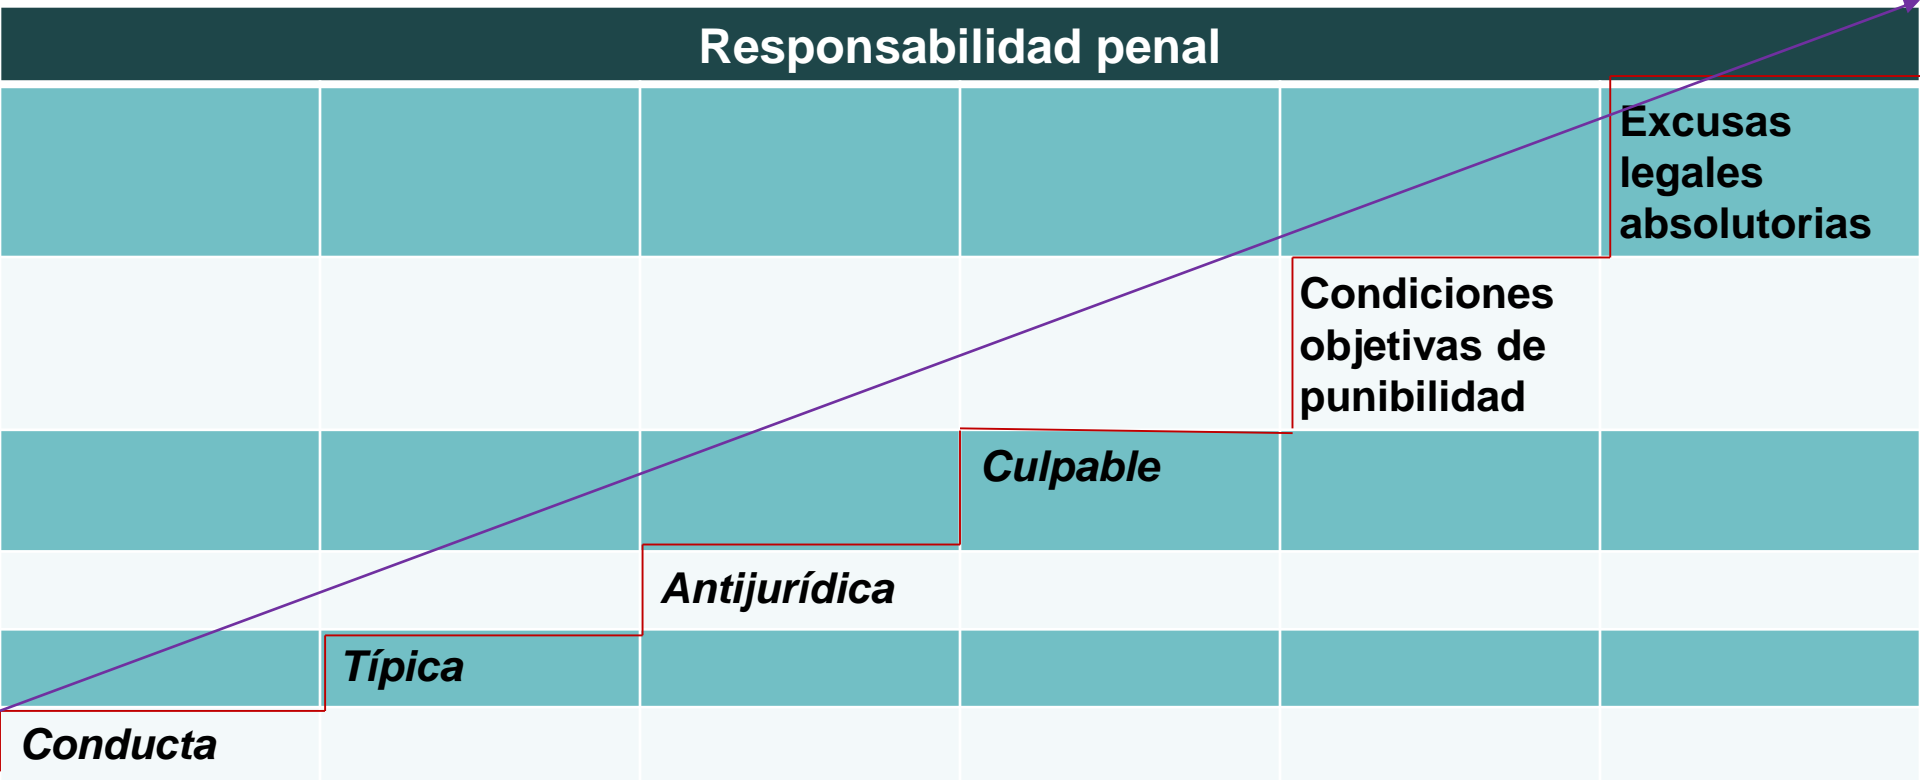 Responsabilidad penal
Excusas
legales
absolutorias
Condiciones
objetivas de
punibilidad
Culpable
Antijurídica
Típica
Conducta